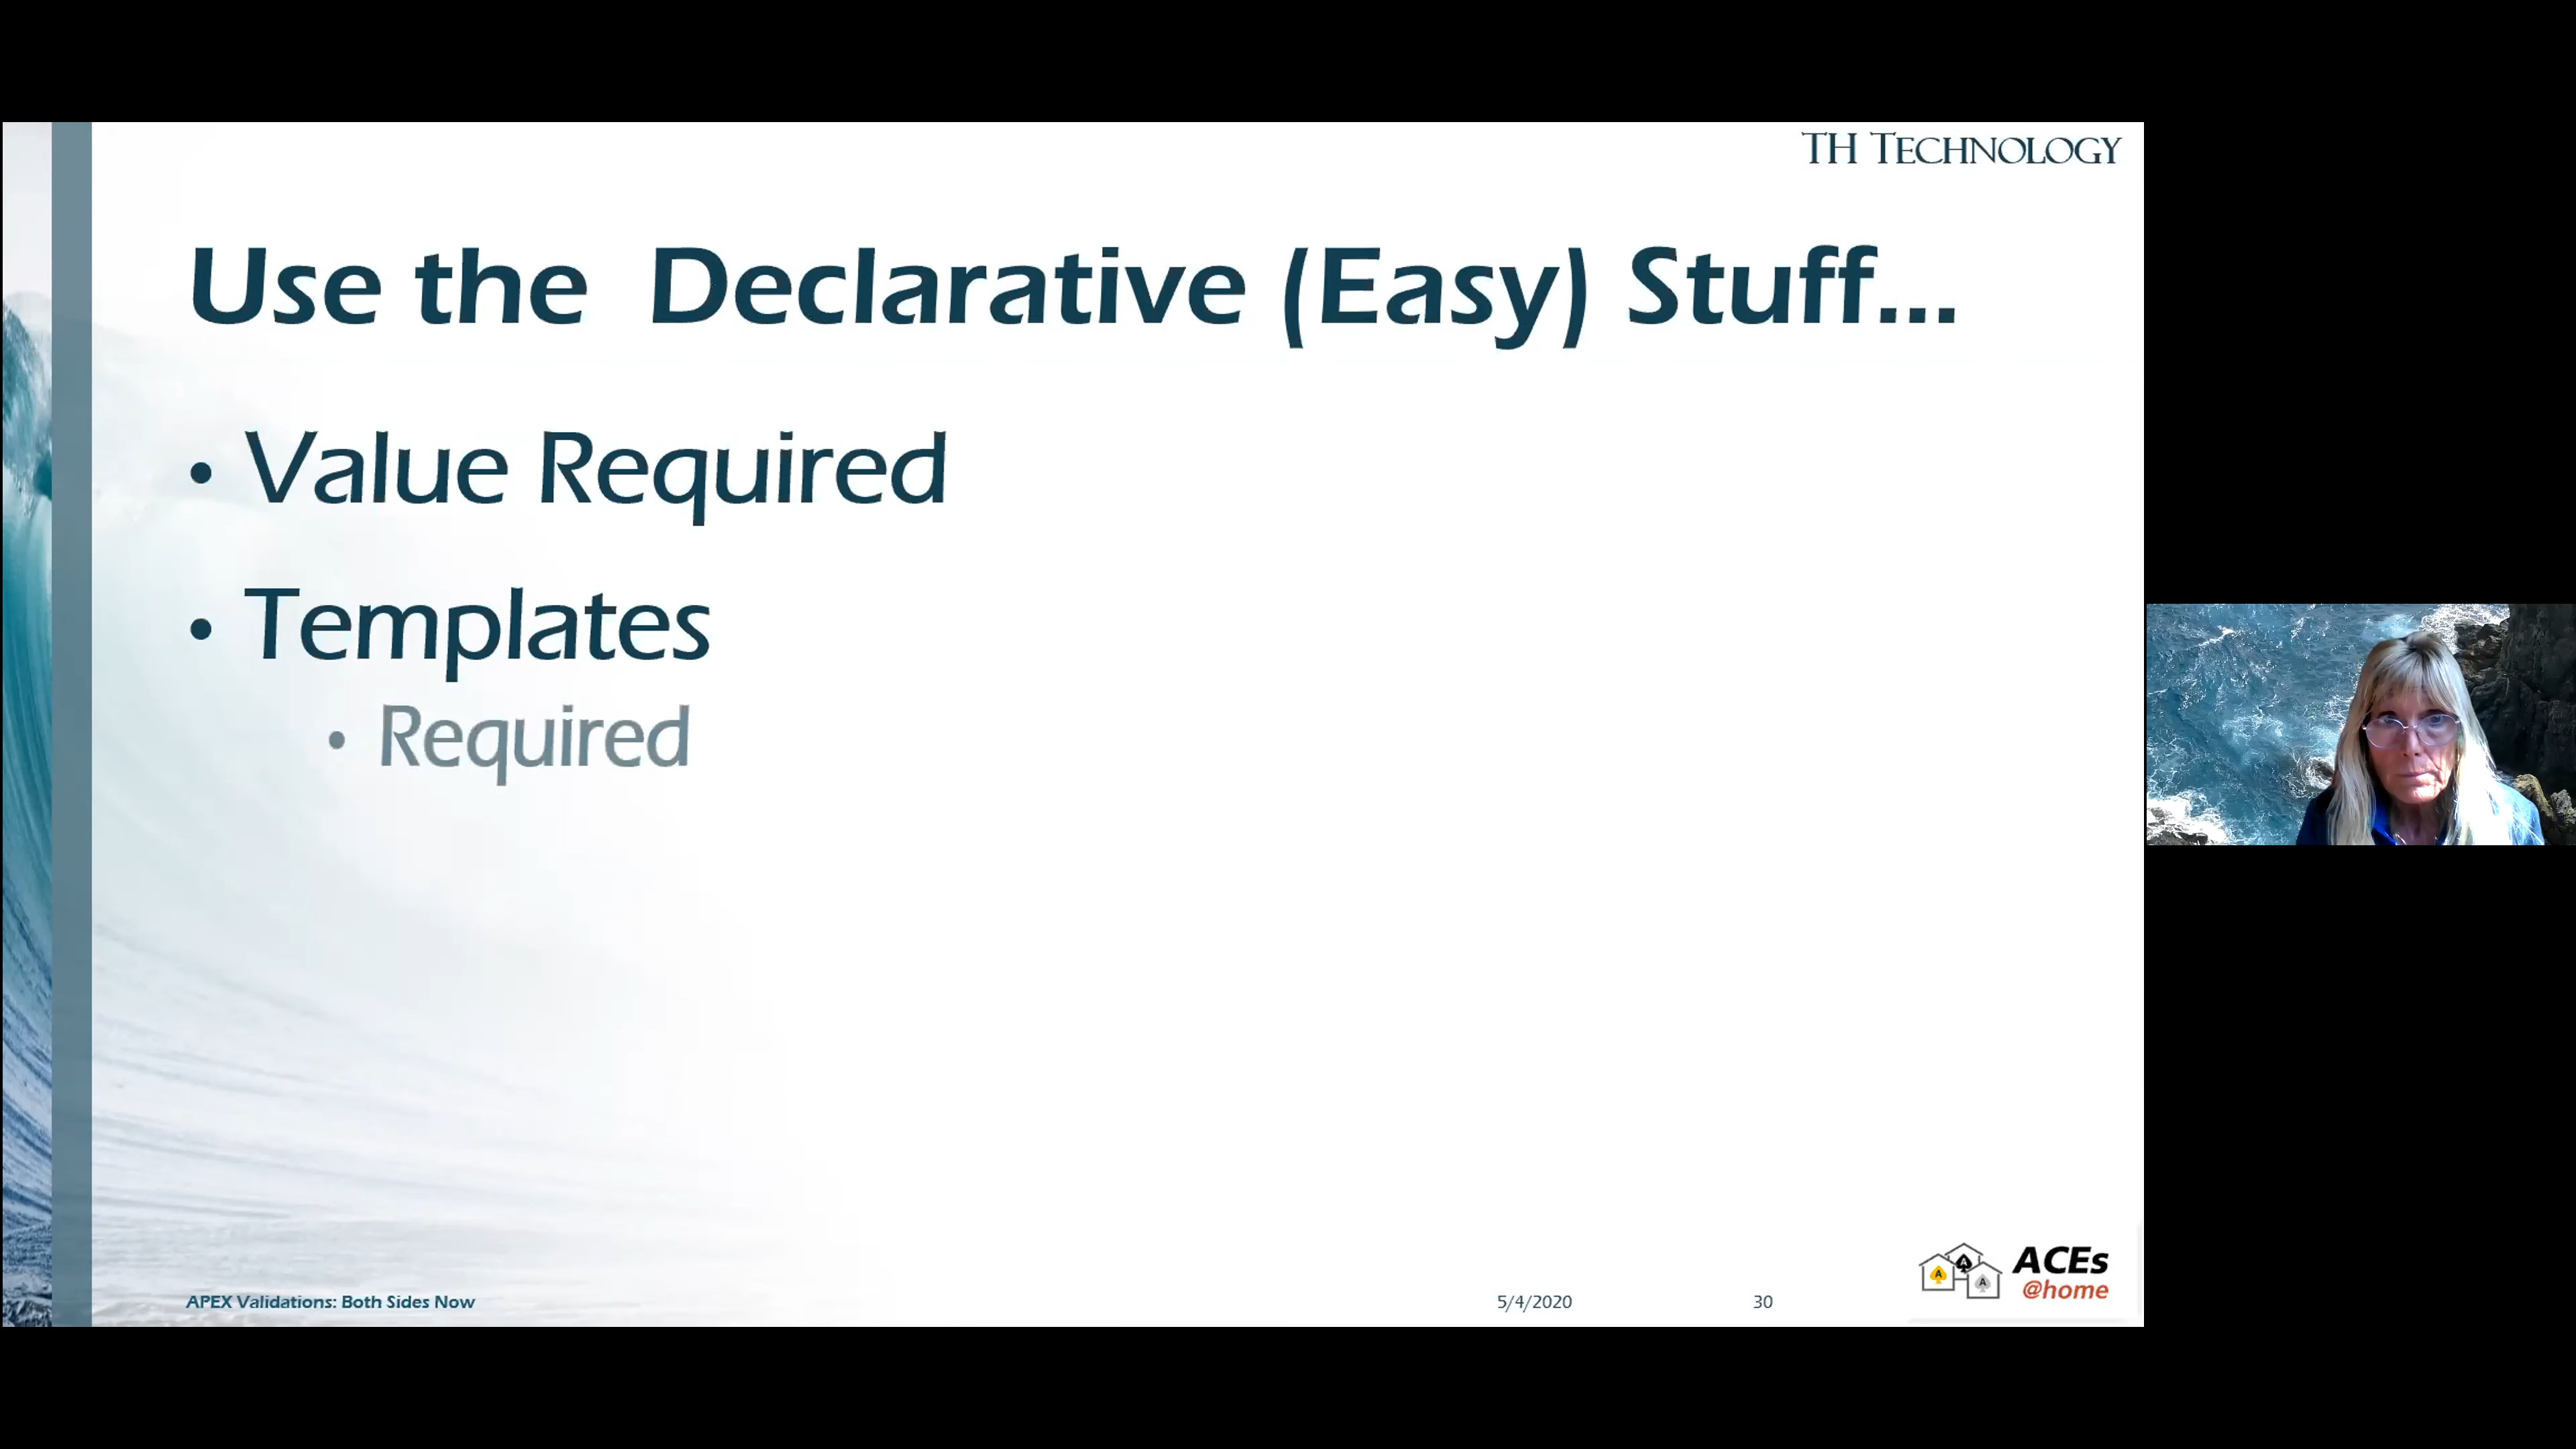 TH TECHNOLOGY
Use the Declarative (Easy) Stuff...
• Value Required
• Templates
• Required
APEX Validations: Both Sides Now
5/4/2020
30
A
A
A
ACEs
@home